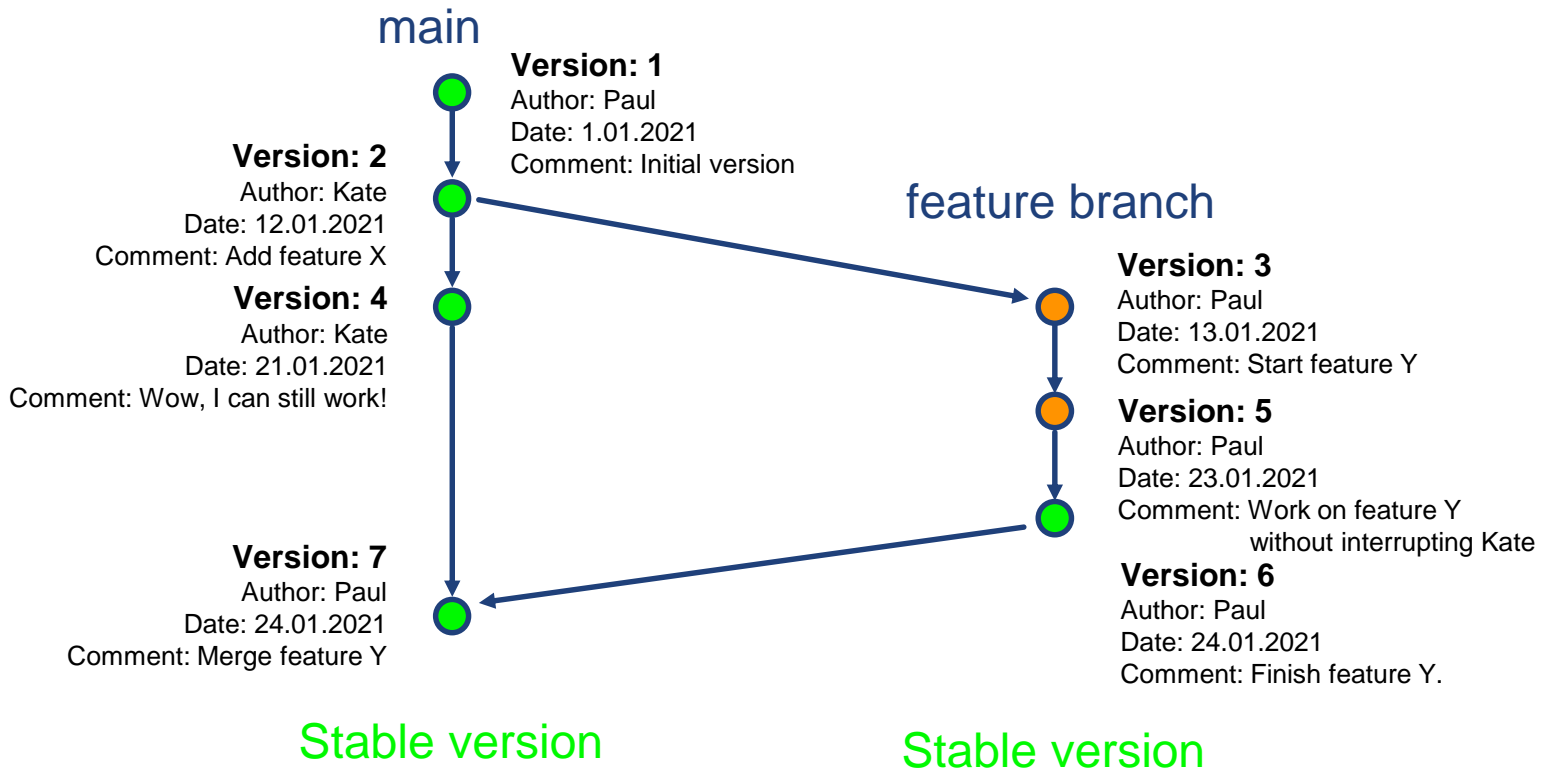 main
Version: 1
Author: Paul
Date: 1.01.2021
Comment: Initial version
Version: 2
Author: Kate
Date: 12.01.2021
Comment: Add feature X
feature branch
Version: 3
Author: Paul
Date: 13.01.2021
Comment: Start feature Y
Version: 4
Author: Kate
Date: 21.01.2021
Comment: Wow, I can still work!
Version: 5
Author: Paul
Date: 23.01.2021
Comment: Work on feature Y
without interrupting Kate
Version: 6
Author: Paul
Date: 24.01.2021
Comment: Finish feature Y.
Version: 7
Author: Paul
Date: 24.01.2021
Comment: Merge feature Y
Stable version
Stable version